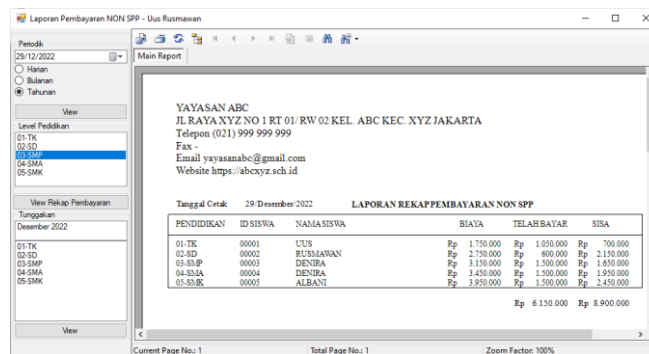 Laporan Pembayaran NON SPP - Uus Rusmawan
Periodik
29/12/2022
Harian
Bulanan
Tahunan
View
Level Pedidikan
01-TK
02-SD
03-SMP
04-SMA
05-SMK
View Rekap Pembayaran
Tunggakan
Desember 2022
01-TK
02-SD
03-SMP
04-SMA
05-SMK
View
Main Report
YAYASAN ABC
JL RAYA XYZ NO 1 RT 01/ RW 02 KEL. ABC KEC. XYZ JAKARTA
Telepon (021) 999 999 999
Fax -
Email yayasanabc@gmail.com
Website https://abcxyz.sch.id
Tanggal Cetak 29/Desember/2022 LAPORAN REKAP PEMBAYARAN NON SPP
PENDIDIKAN ID SISWA NAMA SISWA BIAYA TELAH BAYAR SISA
01-TK 00001 UUS Rp 1.750.000 Rp 1.050.000 Rp 700.000
02-SD 00002 RUSMAWAN Rp 2.750.000 Rp 600.000 Rp 2.150.000
03-SMP 00003 DENIRA Rp 3.150.000 Rp 1.500.000 Rp 1.650.000
04-SMA 00004 DENIRA Rp 3.450.000 Rp 1.500.000 Rp 1.950.000
05-SMK 00005 ALBANI Rp 3.950.000 Rp 1.500.000 Rp 2.450.000
Rp 6.150.000 Rp 8.900.000
Current Page No.: 1 Total Page No.: 1 Zoom Factor: 100%